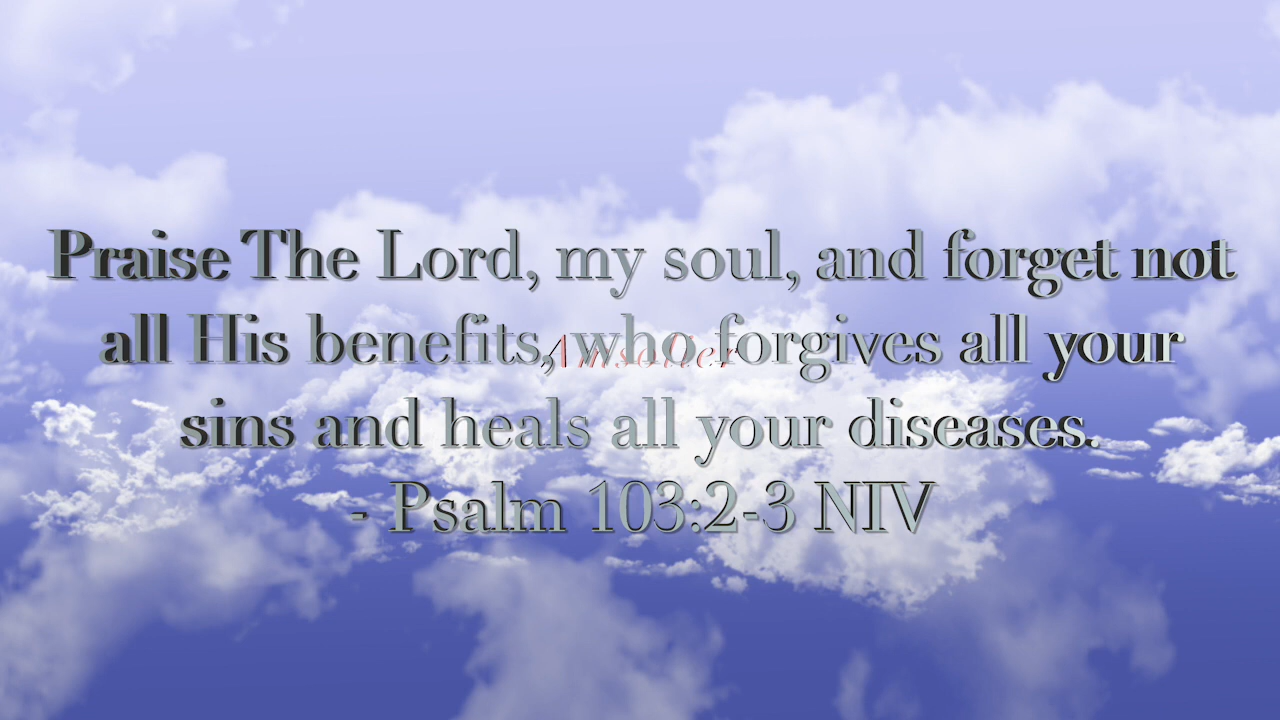 Praise The Lord, my soul, and forget not
all His benefits, who forgives all your
sins and heals all your diseases.
- Psalm 103:2-3 NIV